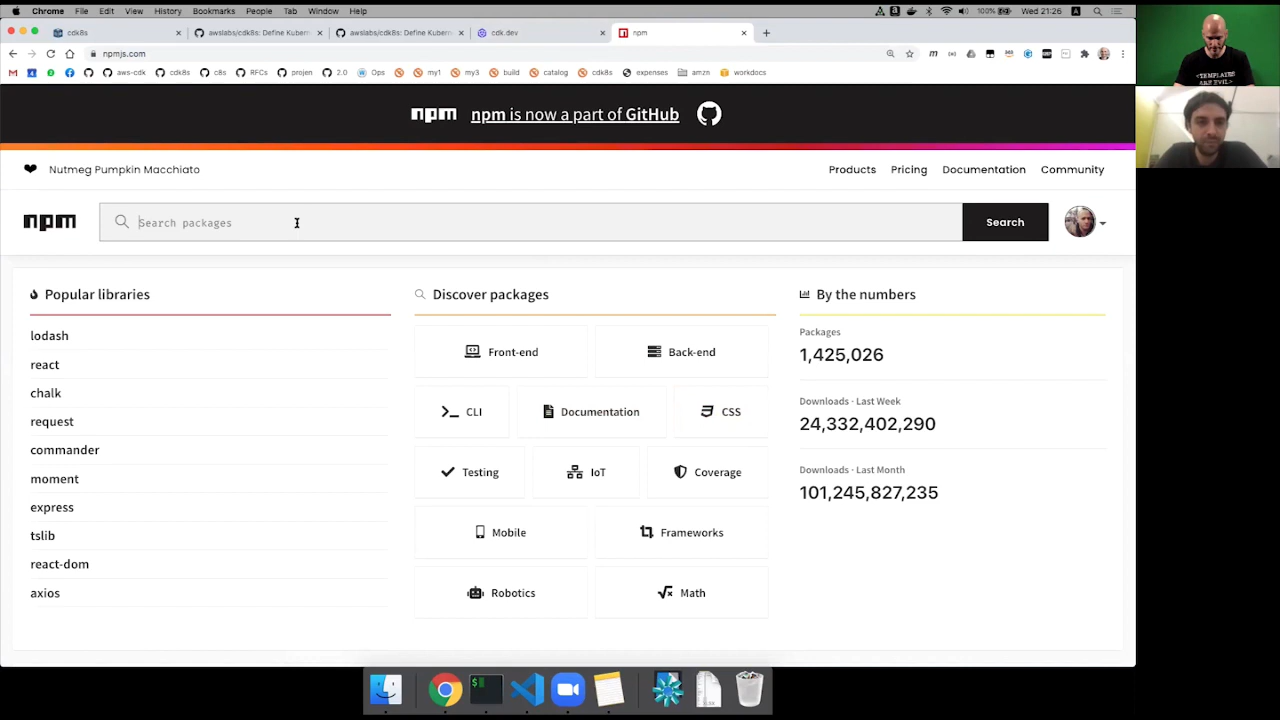 Chrome File Edit View History Bookmarks People Tab Window Help 100% Wed 21:26
cdk8s awslabs/cdk8s: Define Kubern awslabs/cdk8s: Define Kubern cdk.dev npm
npmjs.com
aws-cdk cdk8s c8s RFCs projen 2.0 Ops my1 my3 build catalog cdk8s expenses amzn workdocs
npm npm is now a part of GitHub
Nutmeg Pumpkin Macchiato Products Pricing Documentation Community
npm Search packages Search
Popular libraries
lodash
react
chalk
request
commander
moment
express
tslib
react-dom
axios
Discover packages
Front-end Back-end
CLI Documentation CSS
Testing IoT Coverage
Mobile Frameworks
Robotics Math
By the numbers
Packages
1,425,026
Downloads · Last Week
24,332,402,290
Downloads · Last Month
101,245,827,235
<TEMPLATES
ARE EVIL>